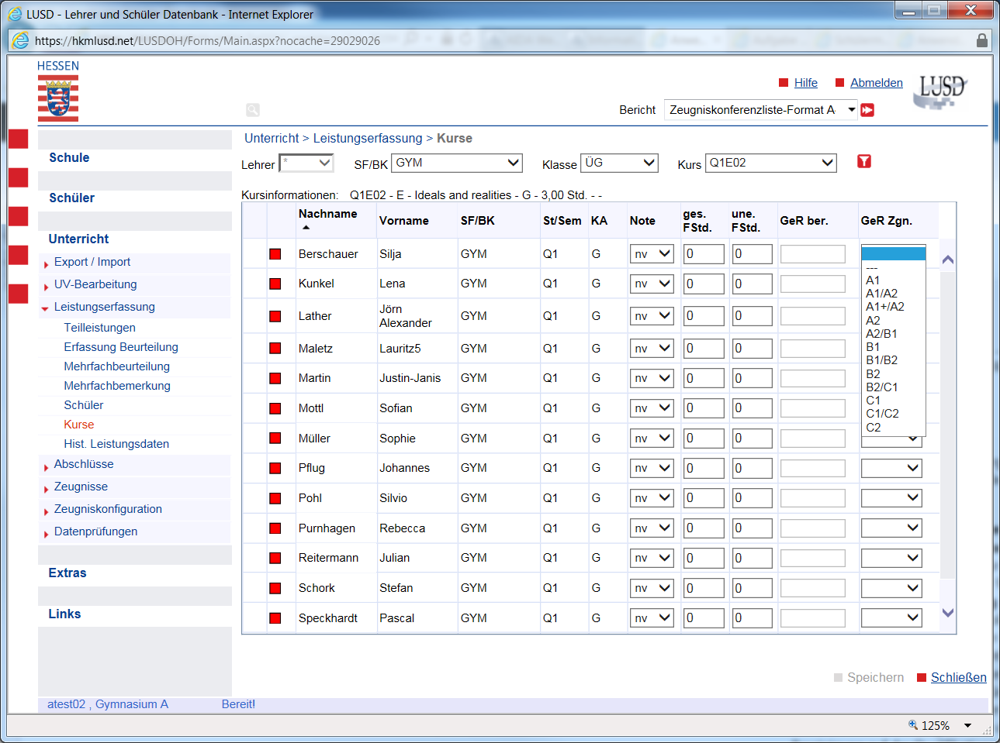 LUSD - Lehrer und Schüler Datenbank - Internet Explorer
https://hkmlusd.net/LUSDOH/Forms/Main.aspx?nocache=29029026
HESSEN
Hilfe
Abmelden
LUSD
Bericht
Zeugniskonferenzliste-Format A
Schule
Schüler
Unterricht
Export / Import
UV-Bearbeitung
Leistungserfassung
Teilleistungen
Erfassung Beurteilung
Mehrfachbeurteilung
Mehrfachbemerkung
Schüler
Kurse
Hist. Leistungsdaten
Abschlüsse
Zeugnisse
Zeugniskonfiguration
Datenprüfungen
Extras
Links
Unterricht > Leistungserfassung > Kurse
Lehrer * SF/BK GYM Klasse ÜG Kurs Q1E02
Kursinformationen: Q1E02 - E - Ideals and realities - G - 3,00 Std. - -
Nachname Vorname SF/BK St/Sem KA Note ges. FStd. une. FStd. GeR ber. GeR Zgn.
Berschauer Silja GYM Q1 G nv 0 0
Kunkel Lena GYM Q1 G nv 0 0
Lather Jörn Alexander GYM Q1 G nv 0 0
Maletz Lauritz5 GYM Q1 G nv 0 0
Martin Justin-Janis GYM Q1 G nv 0 0
Mottl Sofian GYM Q1 G nv 0 0
Müller Sophie GYM Q1 G nv 0 0
Pflug Johannes GYM Q1 G nv 0 0
Pohl Silvio GYM Q1 G nv 0 0
Purnhagen Rebecca GYM Q1 G nv 0 0
Reitermann Julian GYM Q1 G nv 0 0
Schork Stefan GYM Q1 G nv 0 0
Speckhardt Pascal GYM Q1 G nv 0 0
---
A1
A1/A2
A1+/A2
A2
A2/B1
B1
B1/B2
B2
B2/C1
C1
C1/C2
C2
Speichern
Schließen
atest02 , Gymnasium A
Bereit!
125%